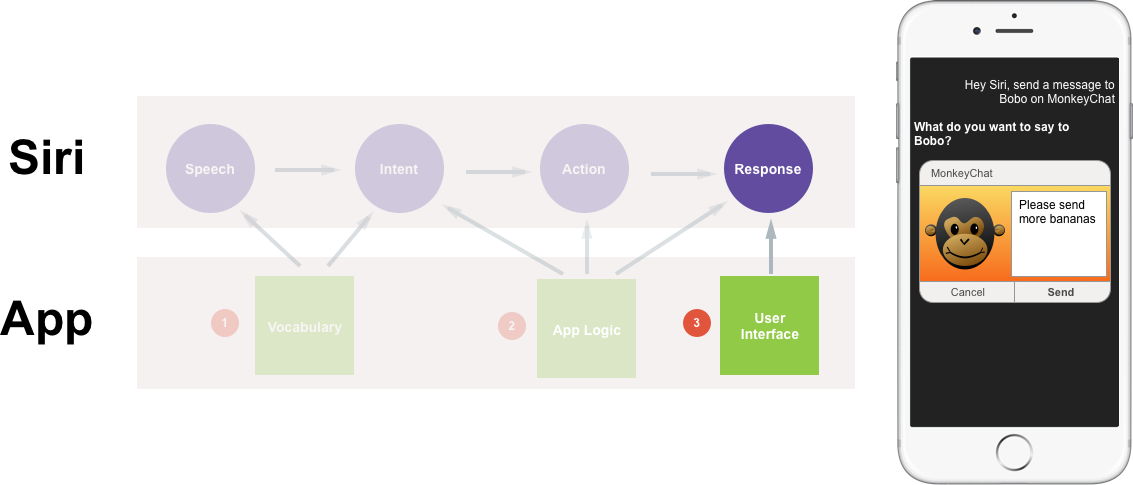 Siri
Speech
Intent
Action
Response
App
1
Vocabulary
2
App Logic
3
User
Interface
Hey Siri, send a message to
Bobo on MonkeyChat
What do you want to say to
Bobo?
MonkeyChat
Please send
more bananas
Cancel
Send